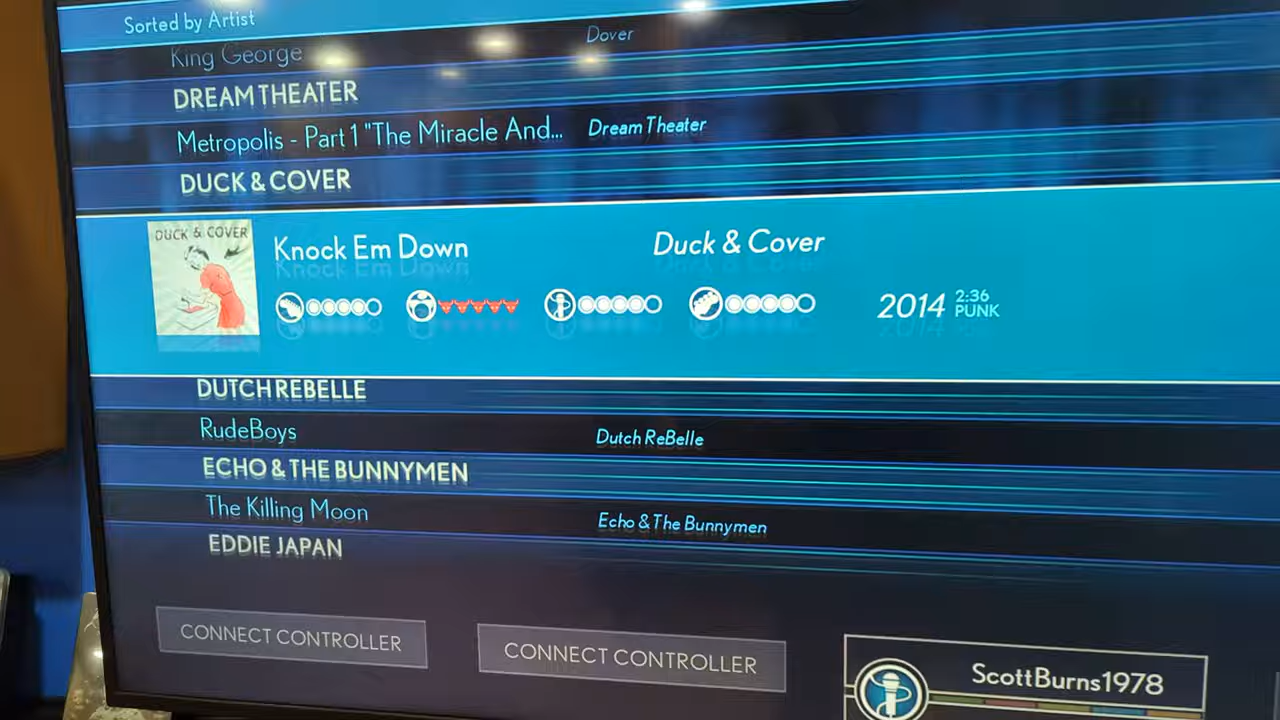 Sorted by Artist
King George Dover
DREAM THEATER
Metropolis - Part 1 "The Miracle And... Dream Theater
DUCK & COVER
DUCK & COVER
Knock Em Down Duck & Cover
2014 2:36 PUNK
DUTCH REBELLE
RudeBoys Dutch ReBelle
ECHO & THE BUNNYMEN
The Killing Moon Echo & The Bunnymen
EDDIE JAPAN
CONNECT CONTROLLER CONNECT CONTROLLER ScottBurns1978